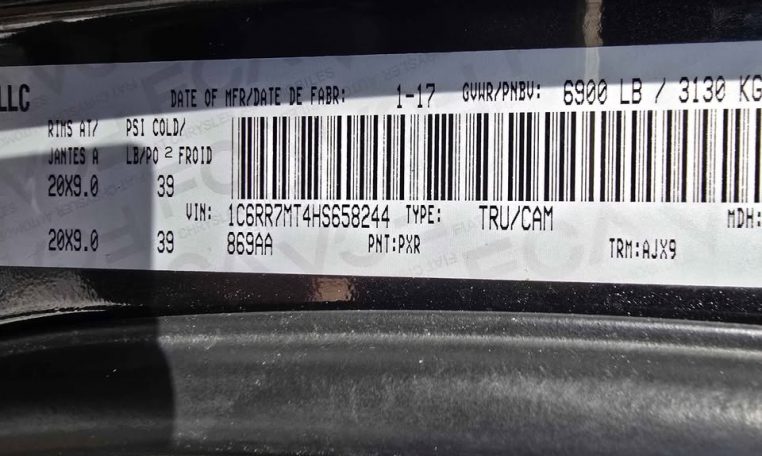 LLC DATE OF MFR/DATE DE FABR: 1-17 GVWR/PNBV: 6900 LB / 3130 KG
RIMS AT/ PSI COLD/
JANTES A LB/PO 2 FROID
20X9.0 39
VIN: 1C6RR7MT4HS658244 TYPE: TRU/CAM MDH:
20X9.0 39 869AA PNT:PXR TRM:AJX9